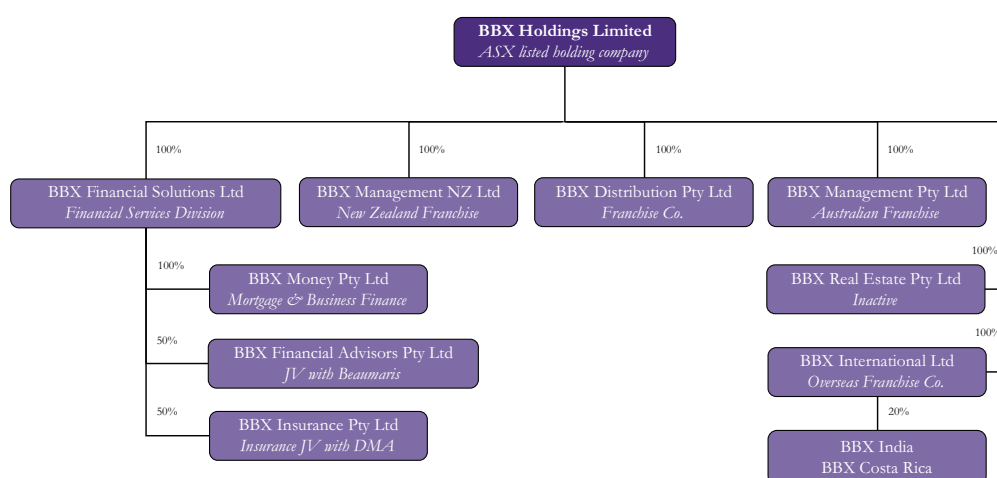 BBX Holdings Limited
ASX listed holding company
100%
100%
100%
100%
BBX Financial Solutions Ltd
Financial Services Division
BBX Management NZ Ltd
New Zealand Franchise
BBX Distribution Pty Ltd
Franchise Co.
BBX Management Pty Ltd
Australian Franchise
100%
BBX Money Pty Ltd
Mortgage & Business Finance
100%
BBX Real Estate Pty Ltd
Inactive
50%
BBX Financial Advisors Pty Ltd
JV with Beaumaris
100%
BBX International Ltd
Overseas Franchise Co.
50%
BBX Insurance Pty Ltd
Insurance JV with DMA
20%
BBX India
BBX Costa Rica